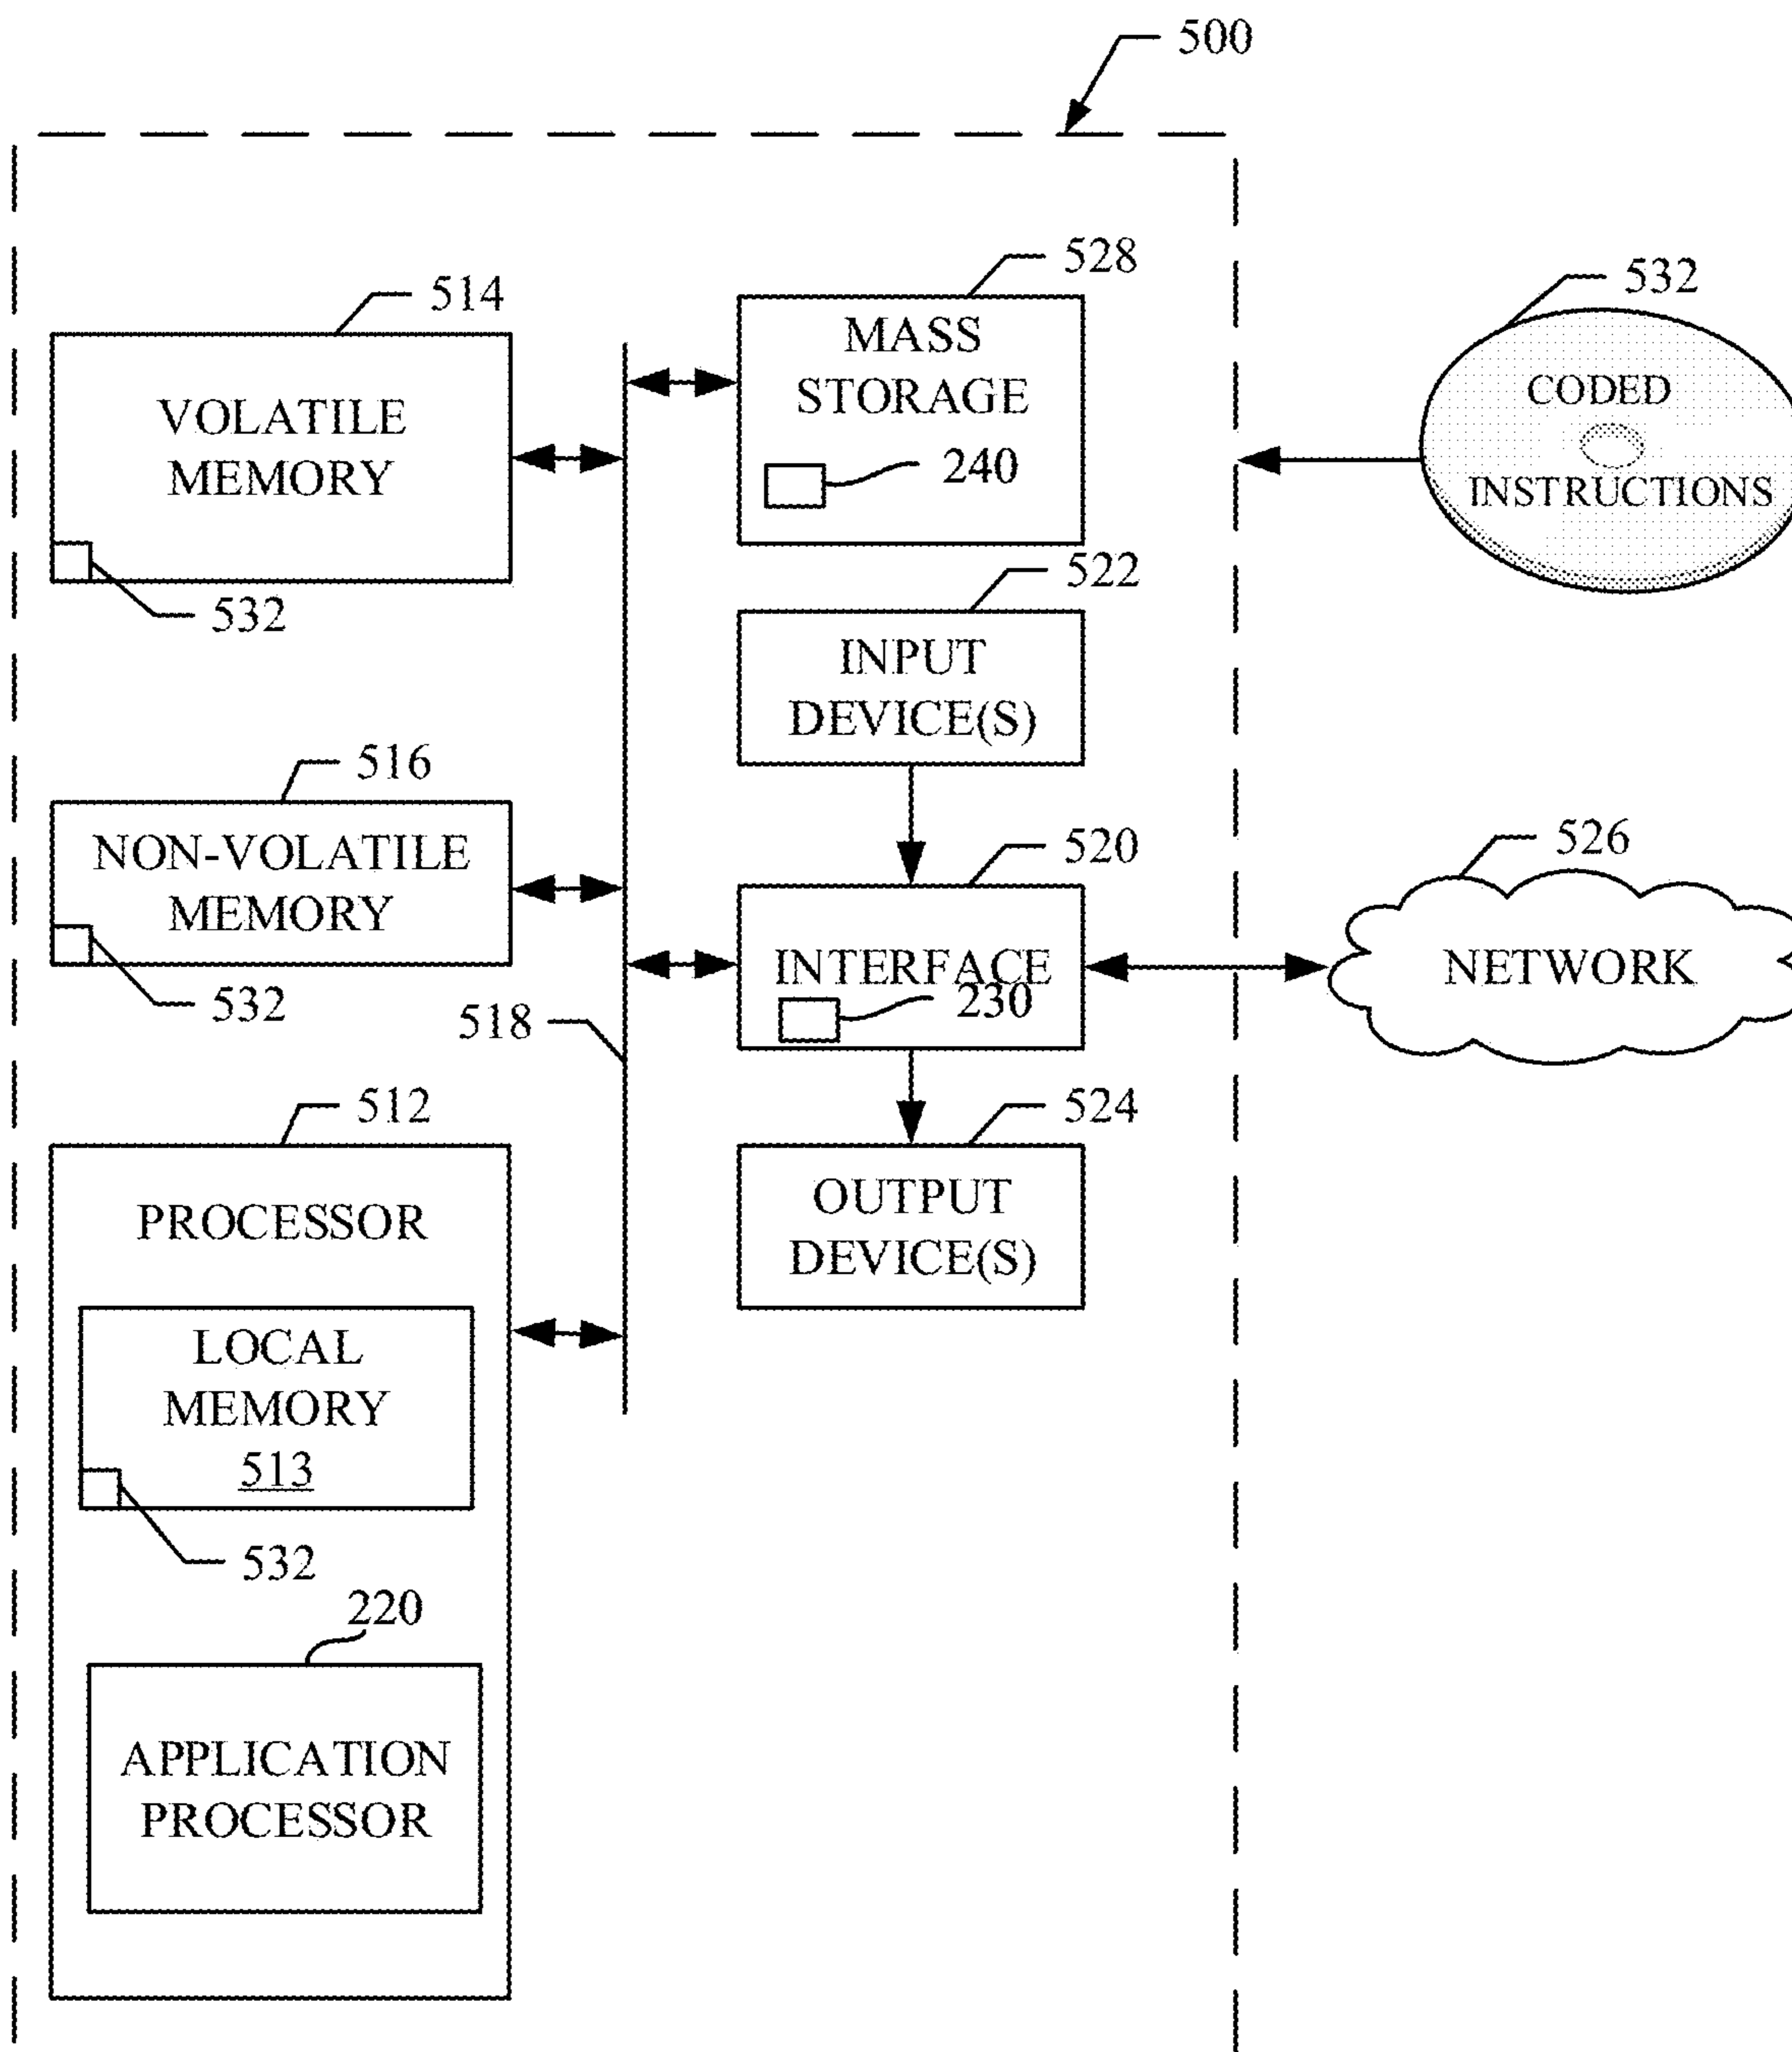 500
514
VOLATILE
MEMORY
532
528
MASS
STORAGE
240
532
CODED
INSTRUCTIONS
522
INPUT
DEVICE(S)
516
NON-VOLATILE
MEMORY
532
518
520
INTERFACE
230
526
NETWORK
512
PROCESSOR
LOCAL
MEMORY
513
532
220
APPLICATION
PROCESSOR
524
OUTPUT
DEVICE(S)